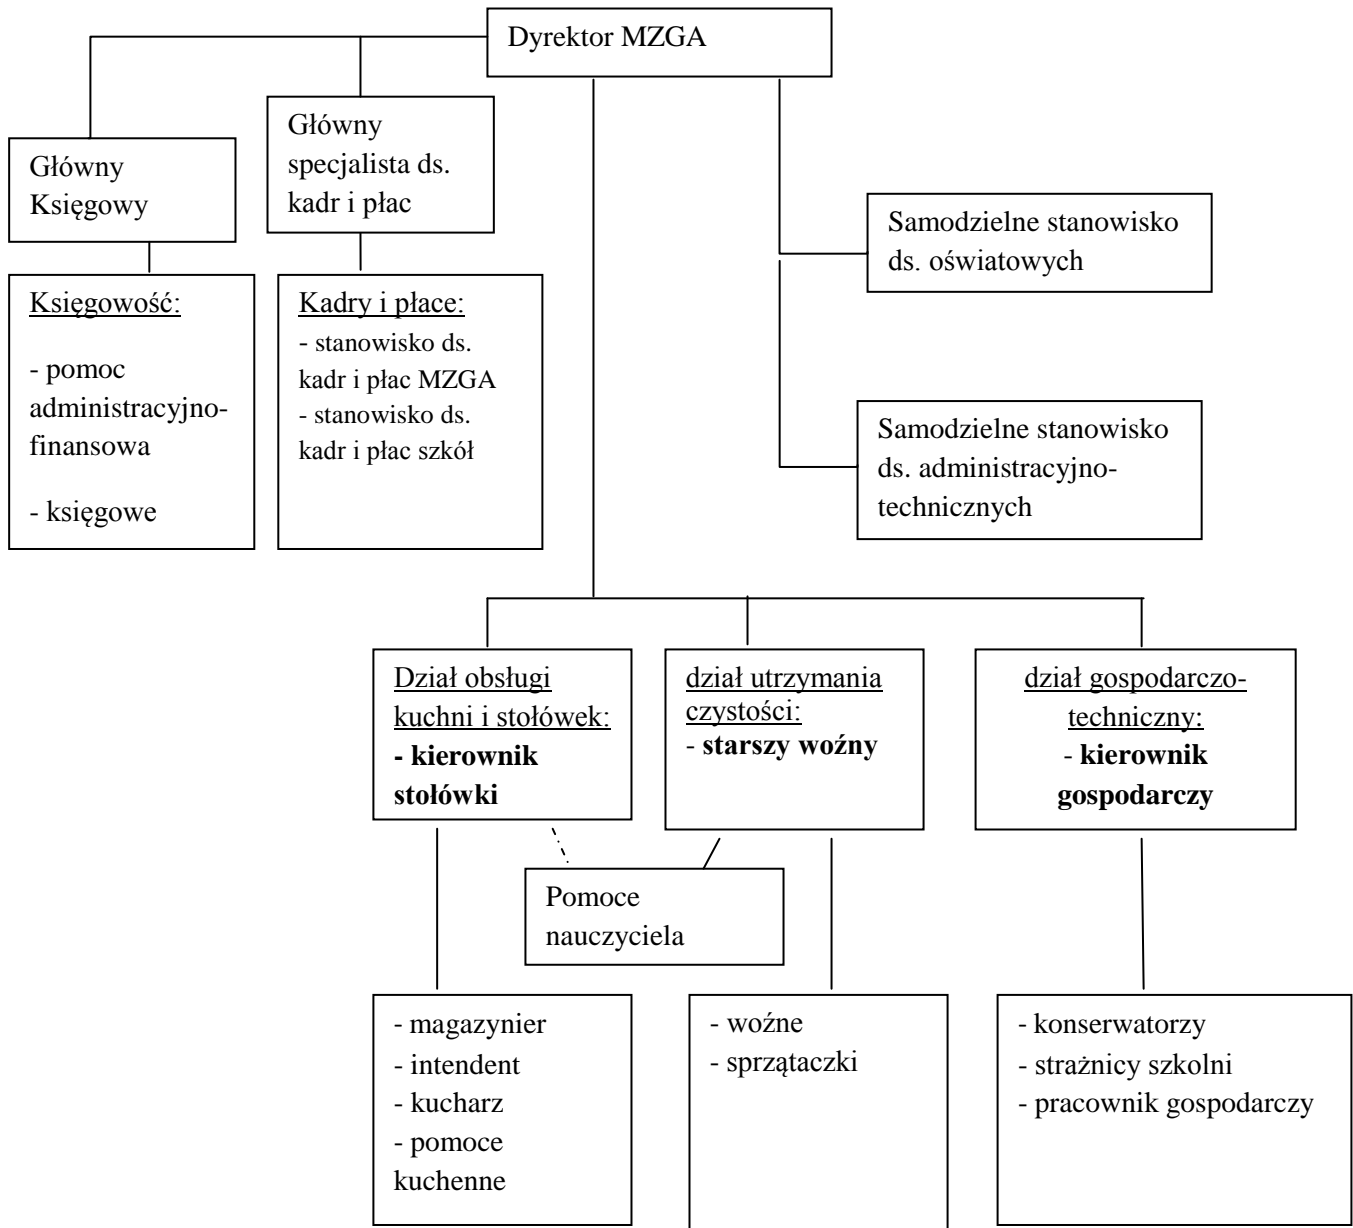 Dyrektor MZGA
Główny
specjalista ds.
kadr i płac
Główny
Księgowy
Samodzielne stanowisko
ds. oświatowych
Księgowość:
- pomoc
administracyjno-
finansowa
- księgowe
Kadry i płace:
- stanowisko ds.
kadr i płac MZGA
- stanowisko ds.
kadr i płac szkół
Samodzielne stanowisko
ds. administracyjno-
technicznych
Dział obsługi
kuchni i stołówek:
- kierownik
stołówki
dział utrzymania
czystości:
- starszy woźny
dział gospodarczo-
techniczny:
- kierownik
gospodarczy
Pomoce
nauczyciela
- magazynier
- intendent
- kucharz
- pomoce
kuchenne
- woźne
- sprzątaczki
- konserwatorzy
- strażnicy szkolni
- pracownik gospodarczy